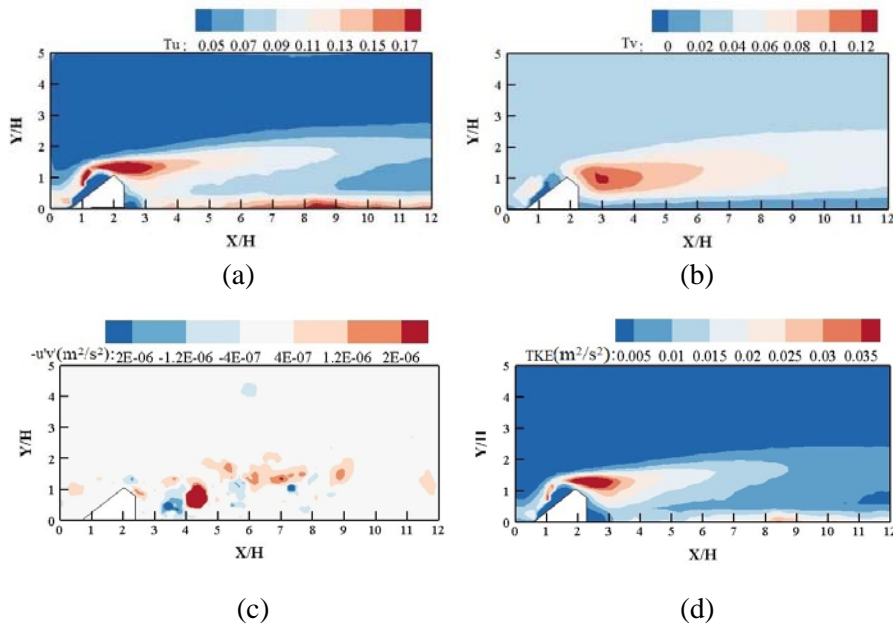 Tu: 0.05 0.07 0.09 0.11 0.13 0.15 0.17
5
4
3
2
1
0
Y/H
0 1 2 3 4 5 6 7 8 9 10 11 12
X/H
(a)
Tv: 0 0.02 0.04 0.06 0.08 0.1 0.12
5
4
3
2
1
0
Y/H
0 1 2 3 4 5 6 7 8 9 10 11 12
X/H
(b)
-u'v'(m²/s²): 2E-06 -1.2E-06 -4E-07 4E-07 1.2E-06 2E-06
5
4
3
2
1
0
Y/H
0 1 2 3 4 5 6 7 8 9 10 11 12
X/H
(c)
TKE(m²/s²): 0.005 0.01 0.015 0.02 0.025 0.03 0.035
5
4
3
2
1
0
Y/H
0 1 2 3 4 5 6 7 8 9 10 11 12
X/H
(d)